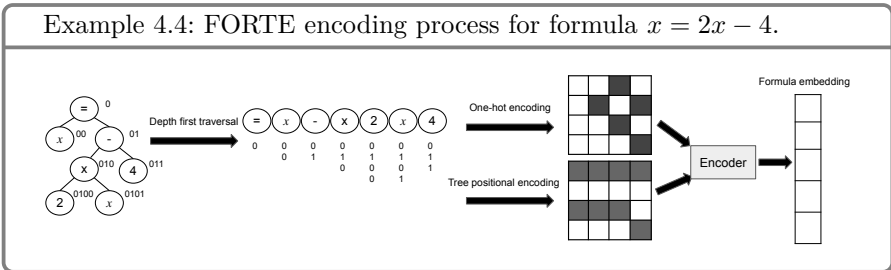 Example 4.4: FORTE encoding process for formula x = 2x − 4.
Formula embedding
= 0
Depth first traversal
= x - x 2 x 4
One-hot encoding
x 00 - 01
0 0 0 0 0 0 0
0 1 1 1 1 1
0 0 0 1
0 1
x 010 4 011
Encoder
Tree positional encoding
2 0100 x 0101